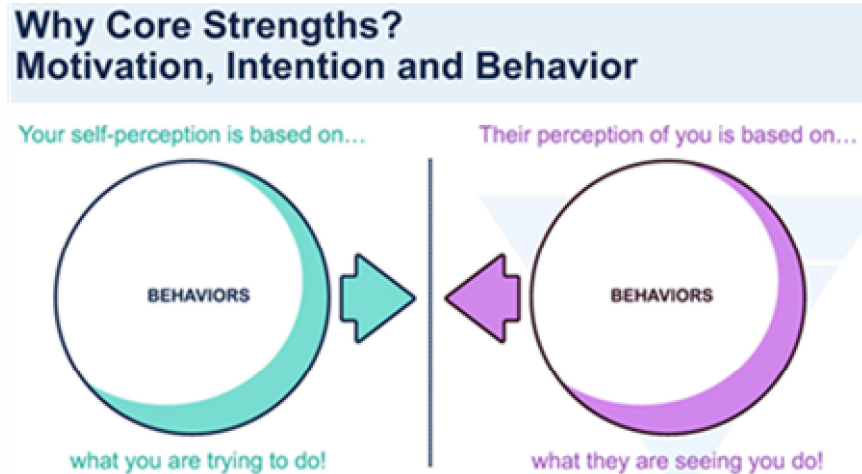 Why Core Strengths?
Motivation, Intention and Behavior
Your self-perception is based on...
Their perception of you is based on...
BEHAVIORS
BEHAVIORS
what you are trying to do!
what they are seeing you do!